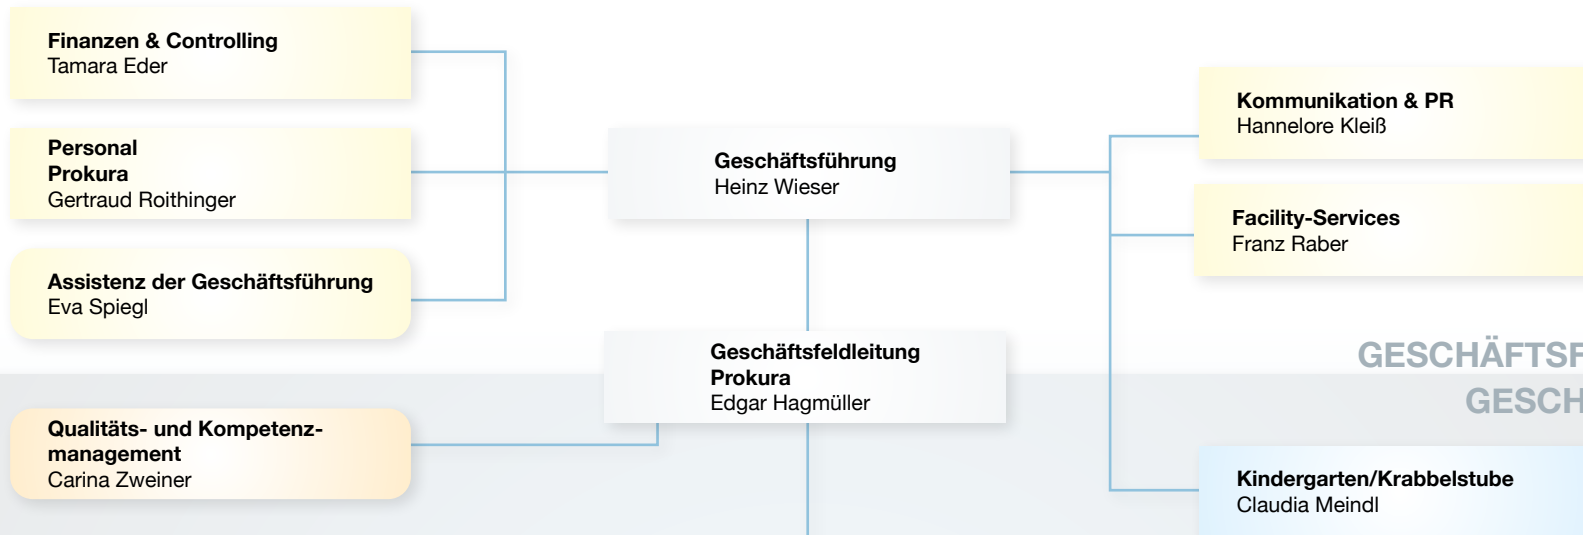 Finanzen & Controlling
Tamara Eder
Personal
Prokura
Gertraud Roithinger
Assistenz der Geschäftsführung
Eva Spiegl
Geschäftsführung
Heinz Wieser
Kommunikation & PR
Hannelore Kleiß
Facility-Services
Franz Raber
Geschäftsfeldleitung
Prokura
Edgar Hagmüller
GESCHÄFTSF
GESCH
Qualitäts- und Kompetenz-
management
Carina Zweiner
Kindergarten/Krabbelstube
Claudia Meindl